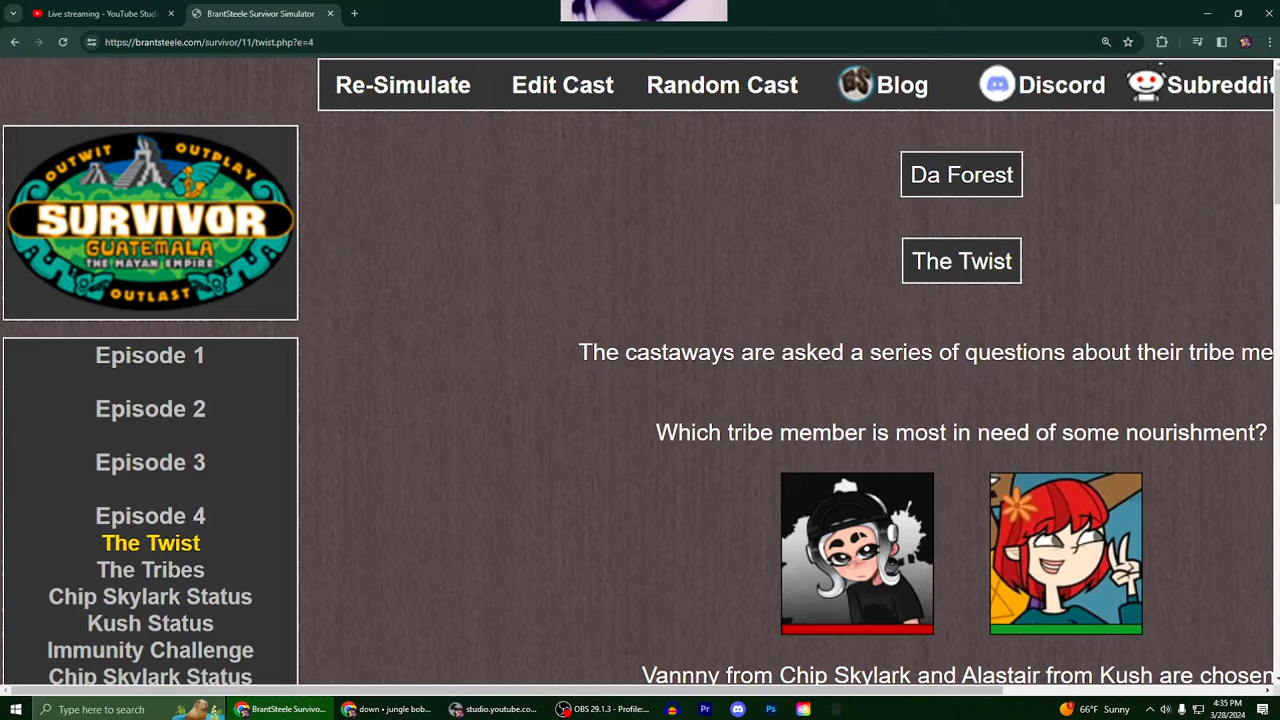 Live streaming - YouTube Studi
BrantSteele Survivor Simulator
https://brantsteele.com/survivor/11/twist.php?e=4
Re-Simulate
Edit Cast
Random Cast
Blog
Discord
Subreddit
OUTWIT OUTPLAY
SURVIVOR
GUATEMALA
THE MAYAN EMPIRE
OUTLAST
Da Forest
The Twist
Episode 1
Episode 2
Episode 3
Episode 4
The Twist
The Tribes
Chip Skylark Status
Kush Status
Immunity Challenge
Chip Skylark Status
The castaways are asked a series of questions about their tribe me
Which tribe member is most in need of some nourishment?
Vannny from Chip Skylark and Alastair from Kush are chosen
Type here to search
BrantSteele Survivo...
down • jungle bob...
studio.youtube.co...
OBS 29.1.3 - Profile:...
66°F Sunny
4:35 PM
3/28/2024